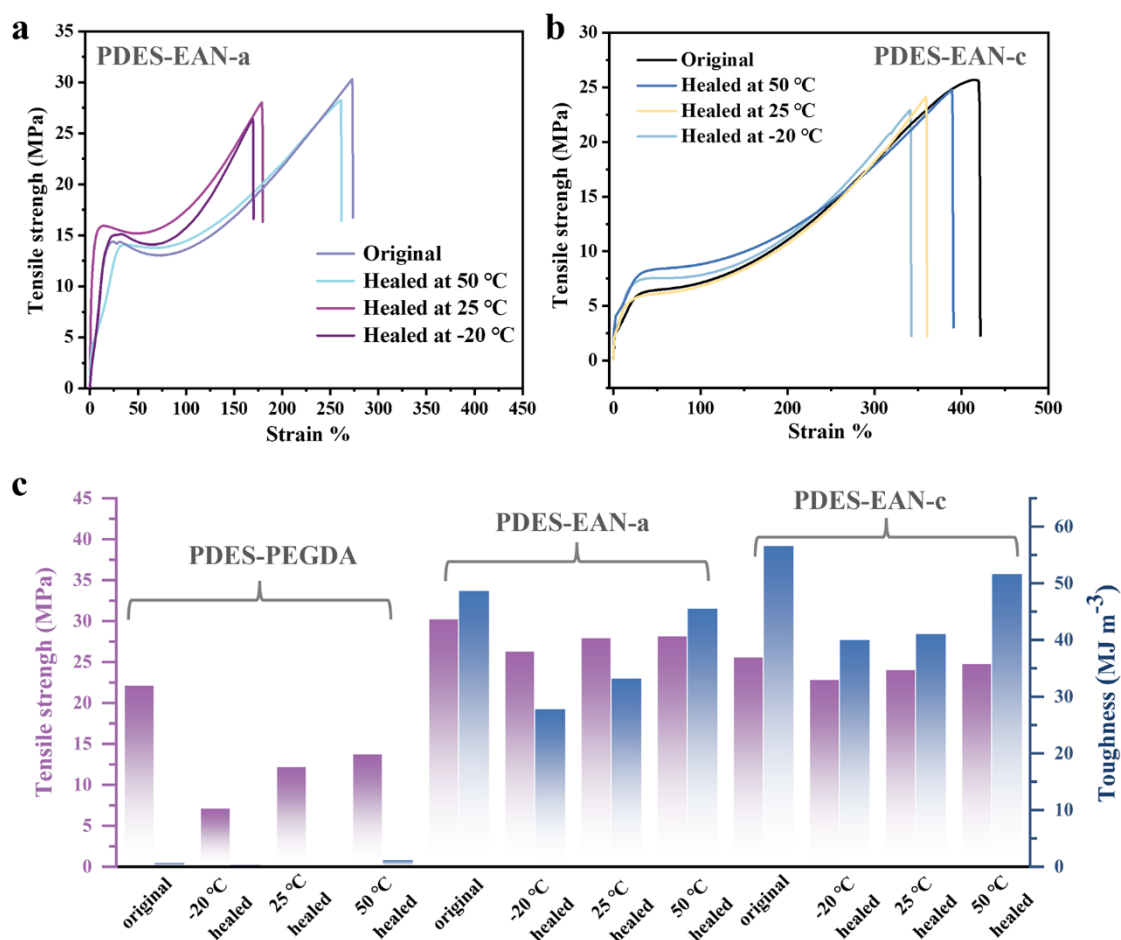 a
PDES-EAN-a
Tensile strengh (MPa)
35
30
25
20
15
10
5
0
Original
Healed at 50 °C
Healed at 25 °C
Healed at -20 °C
0 50 100 150 200 250 300 350 400 450
Strain %
b
PDES-EAN-c
Tensile strengh (MPa)
30
25
20
15
10
5
0
Original
Healed at 50 °C
Healed at 25 °C
Healed at -20 °C
0 100 200 300 400 500
Strain %
c
PDES-PEGDA
PDES-EAN-a
PDES-EAN-c
Tensile strengh (MPa)
45
40
35
30
25
20
15
10
5
0
Toughness (MJ m-3)
60
50
40
30
20
10
0
original
-20 °C
healed
25 °C
healed
50 °C
healed
original
-20 °C
healed
25 °C
healed
50 °C
healed
original
-20 °C
healed
25 °C
healed
50 °C
healed